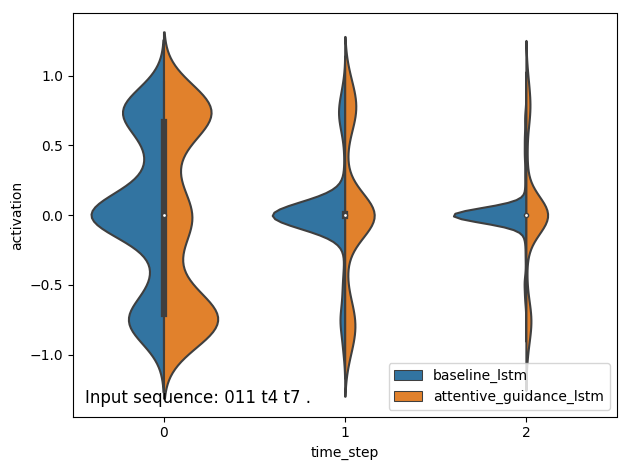 1.0
0.5
0.0
−0.5
−1.0
activation
Input sequence: 011 t4 t7 .
baseline_lstm
attentive_guidance_lstm
0
1
2
time_step